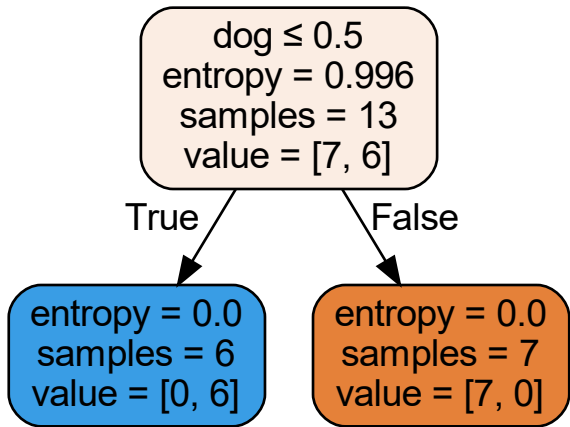 dog ≤ 0.5
entropy = 0.996
samples = 13
value = [7, 6]
True
False
entropy = 0.0
samples = 6
value = [0, 6]
entropy = 0.0
samples = 7
value = [7, 0]